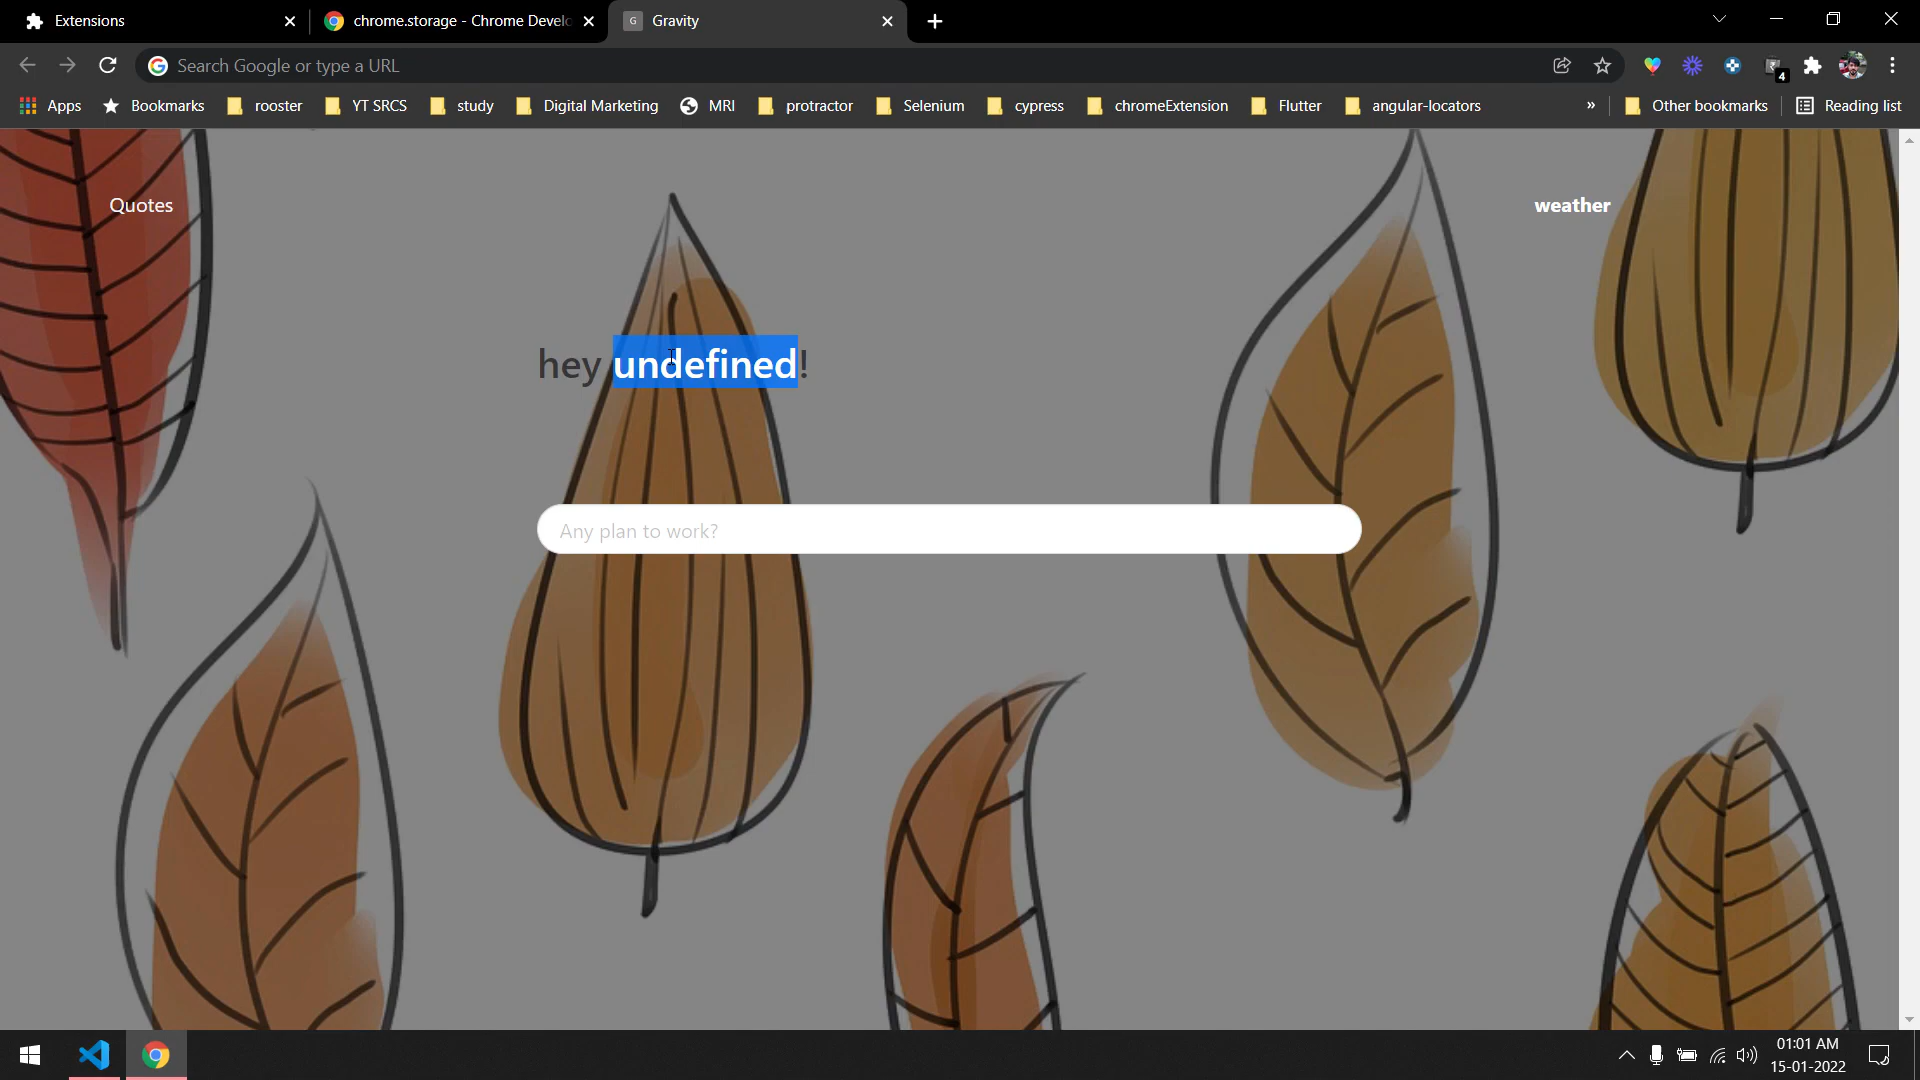 Extensions
chrome.storage - Chrome Develo
G Gravity
Search Google or type a URL
4
Apps Bookmarks rooster YT SRCS study Digital Marketing MRI protractor Selenium cypress chromeExtension Flutter angular-locators » Other bookmarks Reading list
Quotes
weather
hey undefined!
Any plan to work?
01:01 AM
15-01-2022